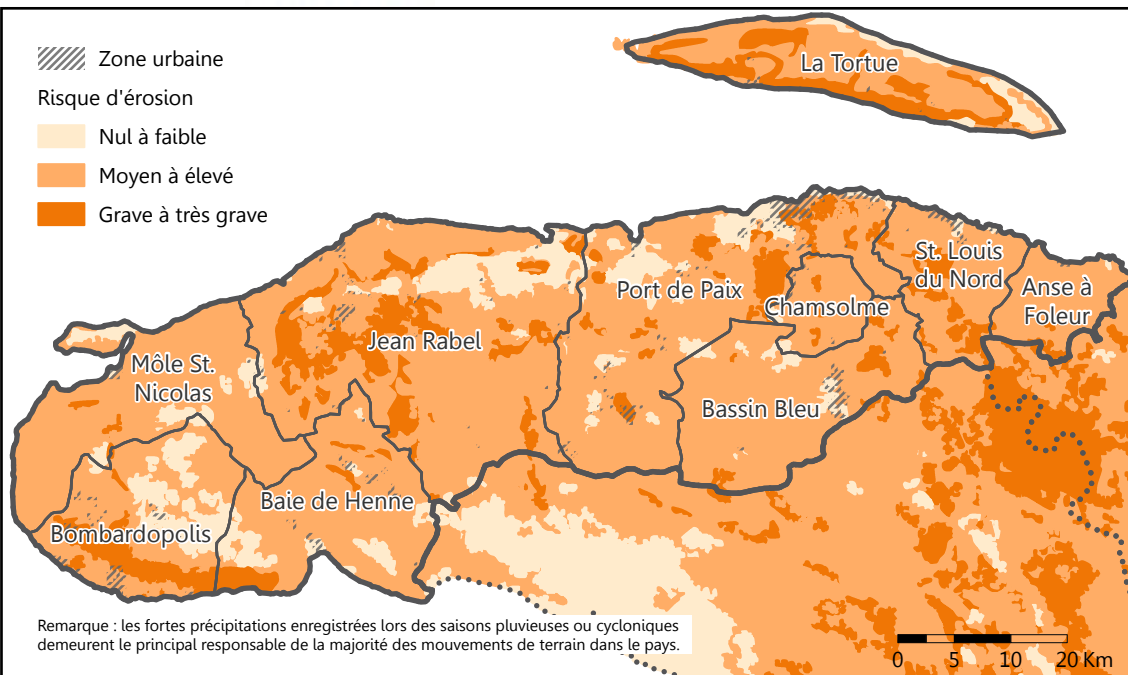 Zone urbaine
Risque d'érosion
Nul à faible
Moyen à élevé
Grave à très grave
La Tortue
St. Louis
du Nord
Port de Paix
Anse à
Foleur
Chamsolme
Jean Rabel
Môle St.
Nicolas
Bassin Bleu
Baie de Henne
Bombardopolis
Remarque : les fortes précipitations enregistrées lors des saisons pluvieuses ou cycloniques
demeurent le principal responsable de la majorité des mouvements de terrain dans le pays.
0 5 10 20 Km